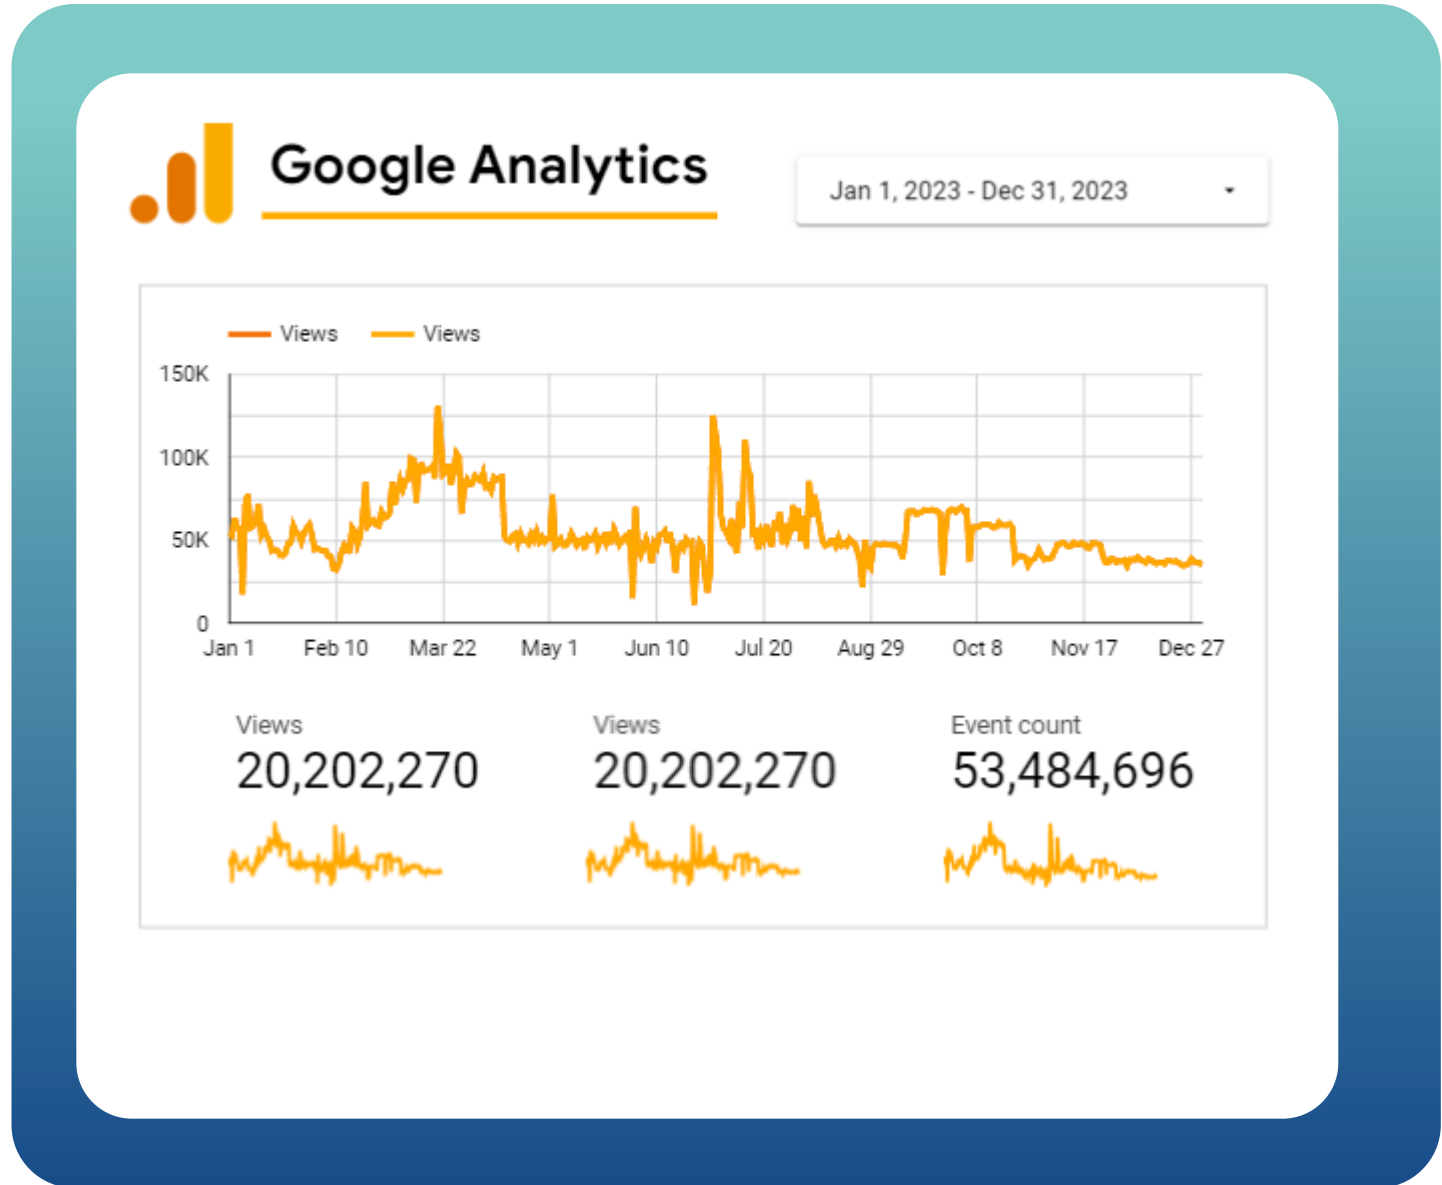 Google Analytics
Jan 1, 2023 - Dec 31, 2023
Views Views
150K
100K
50K
0
Jan 1 Feb 10 Mar 22 May 1 Jun 10 Jul 20 Aug 29 Oct 8 Nov 17 Dec 27
Views Views Event count
20,202,270 20,202,270 53,484,696